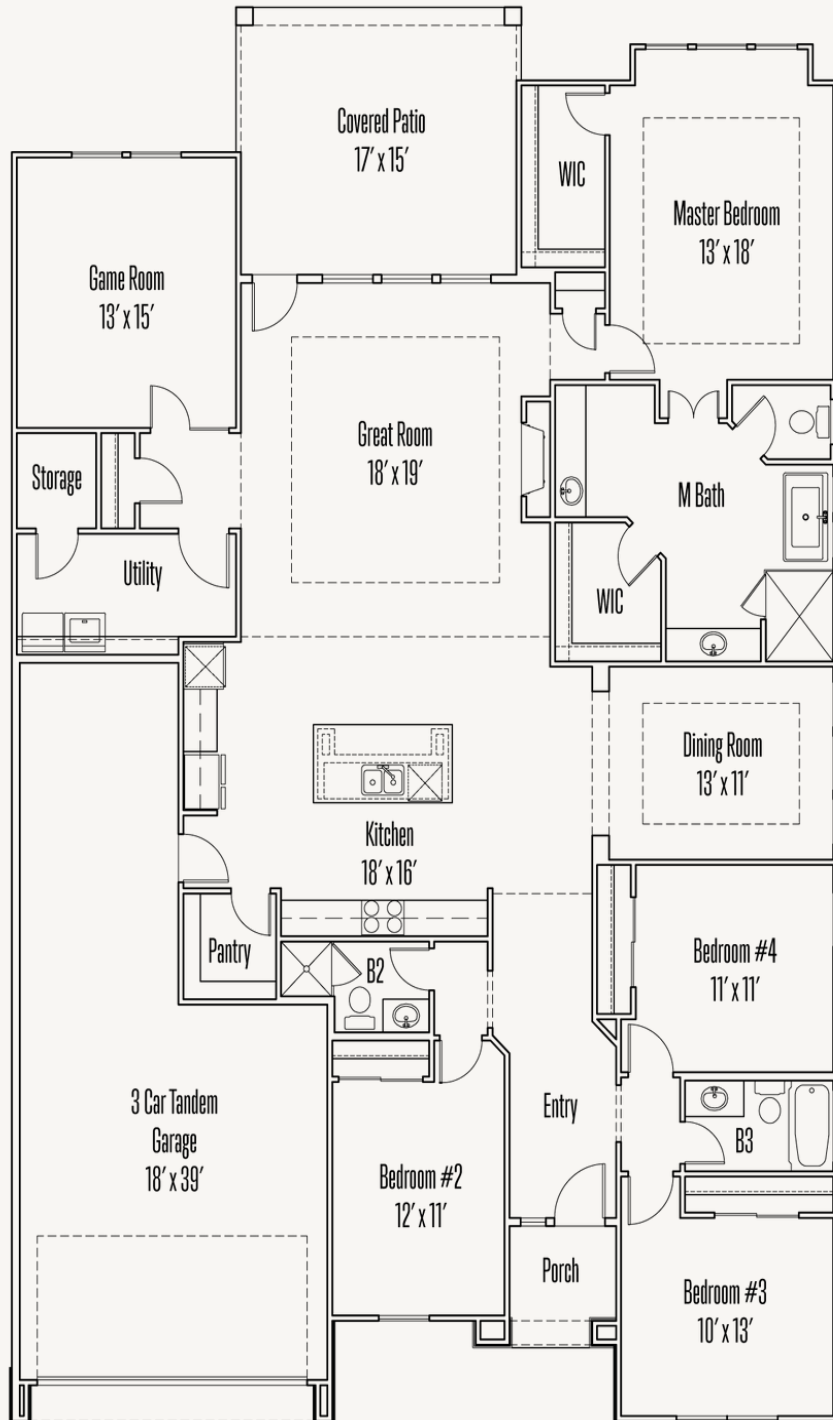 Covered Patio
17' x 15'
WIC
Master Bedroom
13' x 18'
Game Room
13' x 15'
Great Room
18' x 19'
Storage
M Bath
Utility
WIC
Dining Room
13' x 11'
Kitchen
18' x 16'
Pantry
B2
Bedroom #4
11' x 11'
3 Car Tandem
Garage
18' x 39'
Entry
B3
Bedroom #2
12' x 11'
Porch
Bedroom #3
10' x 13'